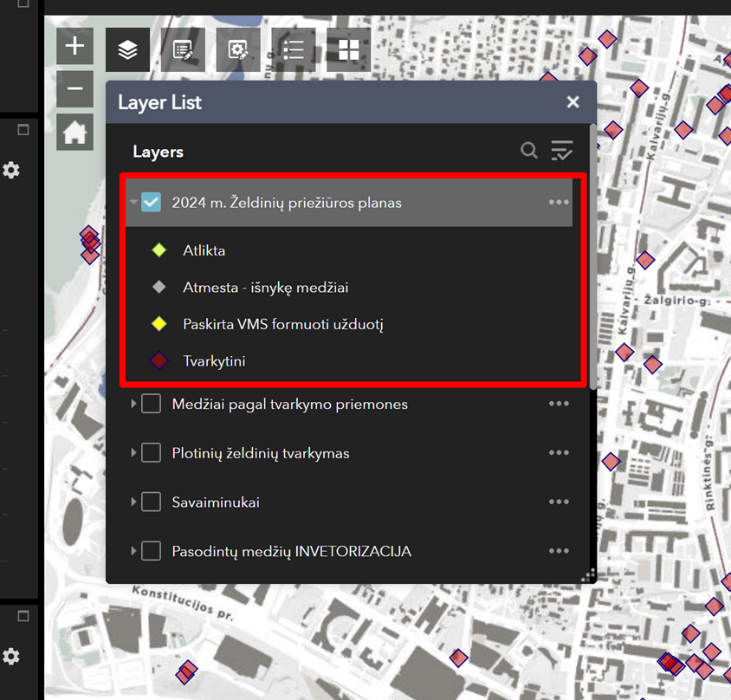 Layer List
Layers
2024 m. Želdinių priežiūros planas
Atlikta
Atmesta - išnykę medžiai
Paskirta VMS formuoti užduotį
Tvarkytini
Medžiai pagal tvarkymo priemones
Plotinių želdinių tvarkymas
Savaiminukai
Pasodintų medžių INVETORIZACIJA
Kalvarijų g.
Kalvarijų g.
Žalgirio g.
Rinktinės g.
Konstitucijos pr.